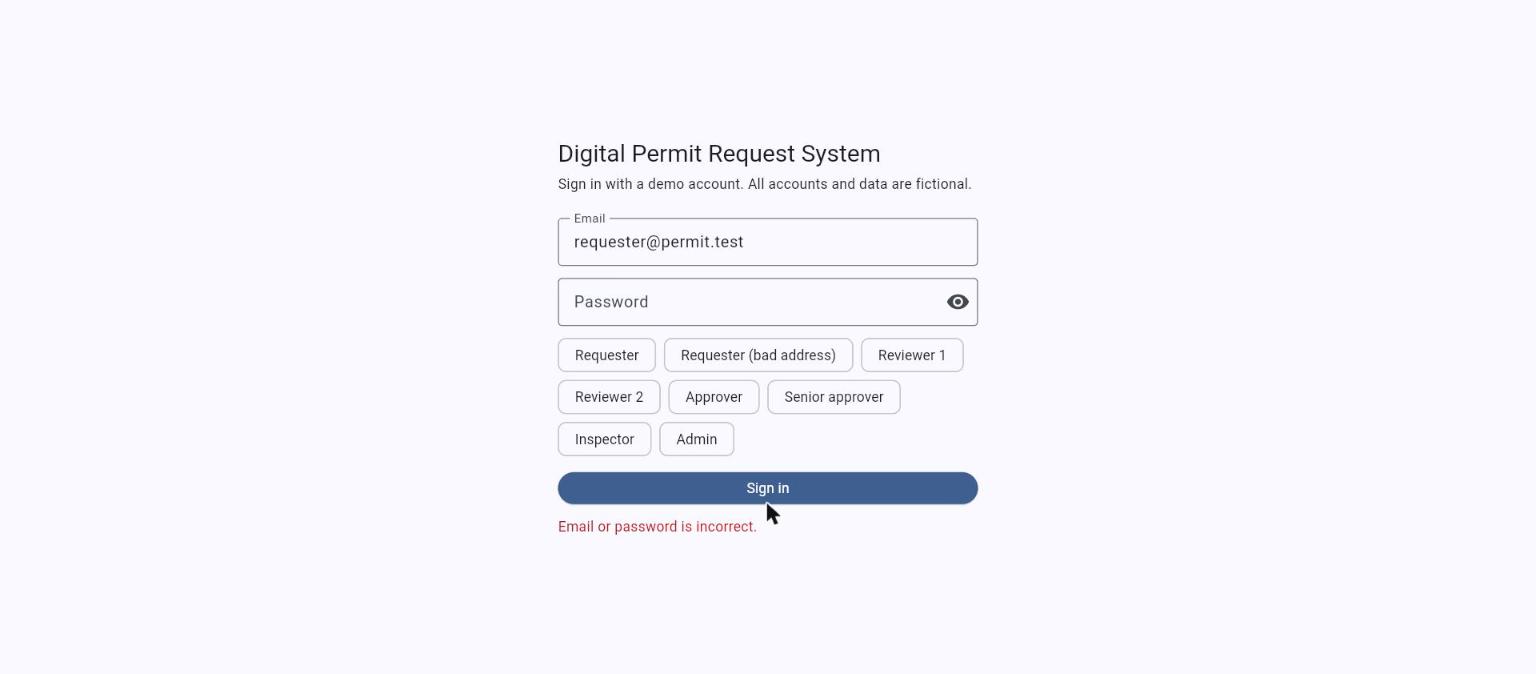 Digital Permit Request System
Sign in with a demo account. All accounts and data are fictional.
Email
requester@permit.test
Password
Requester
Requester (bad address)
Reviewer 1
Reviewer 2
Approver
Senior approver
Inspector
Admin
Sign in
Email or password is incorrect.